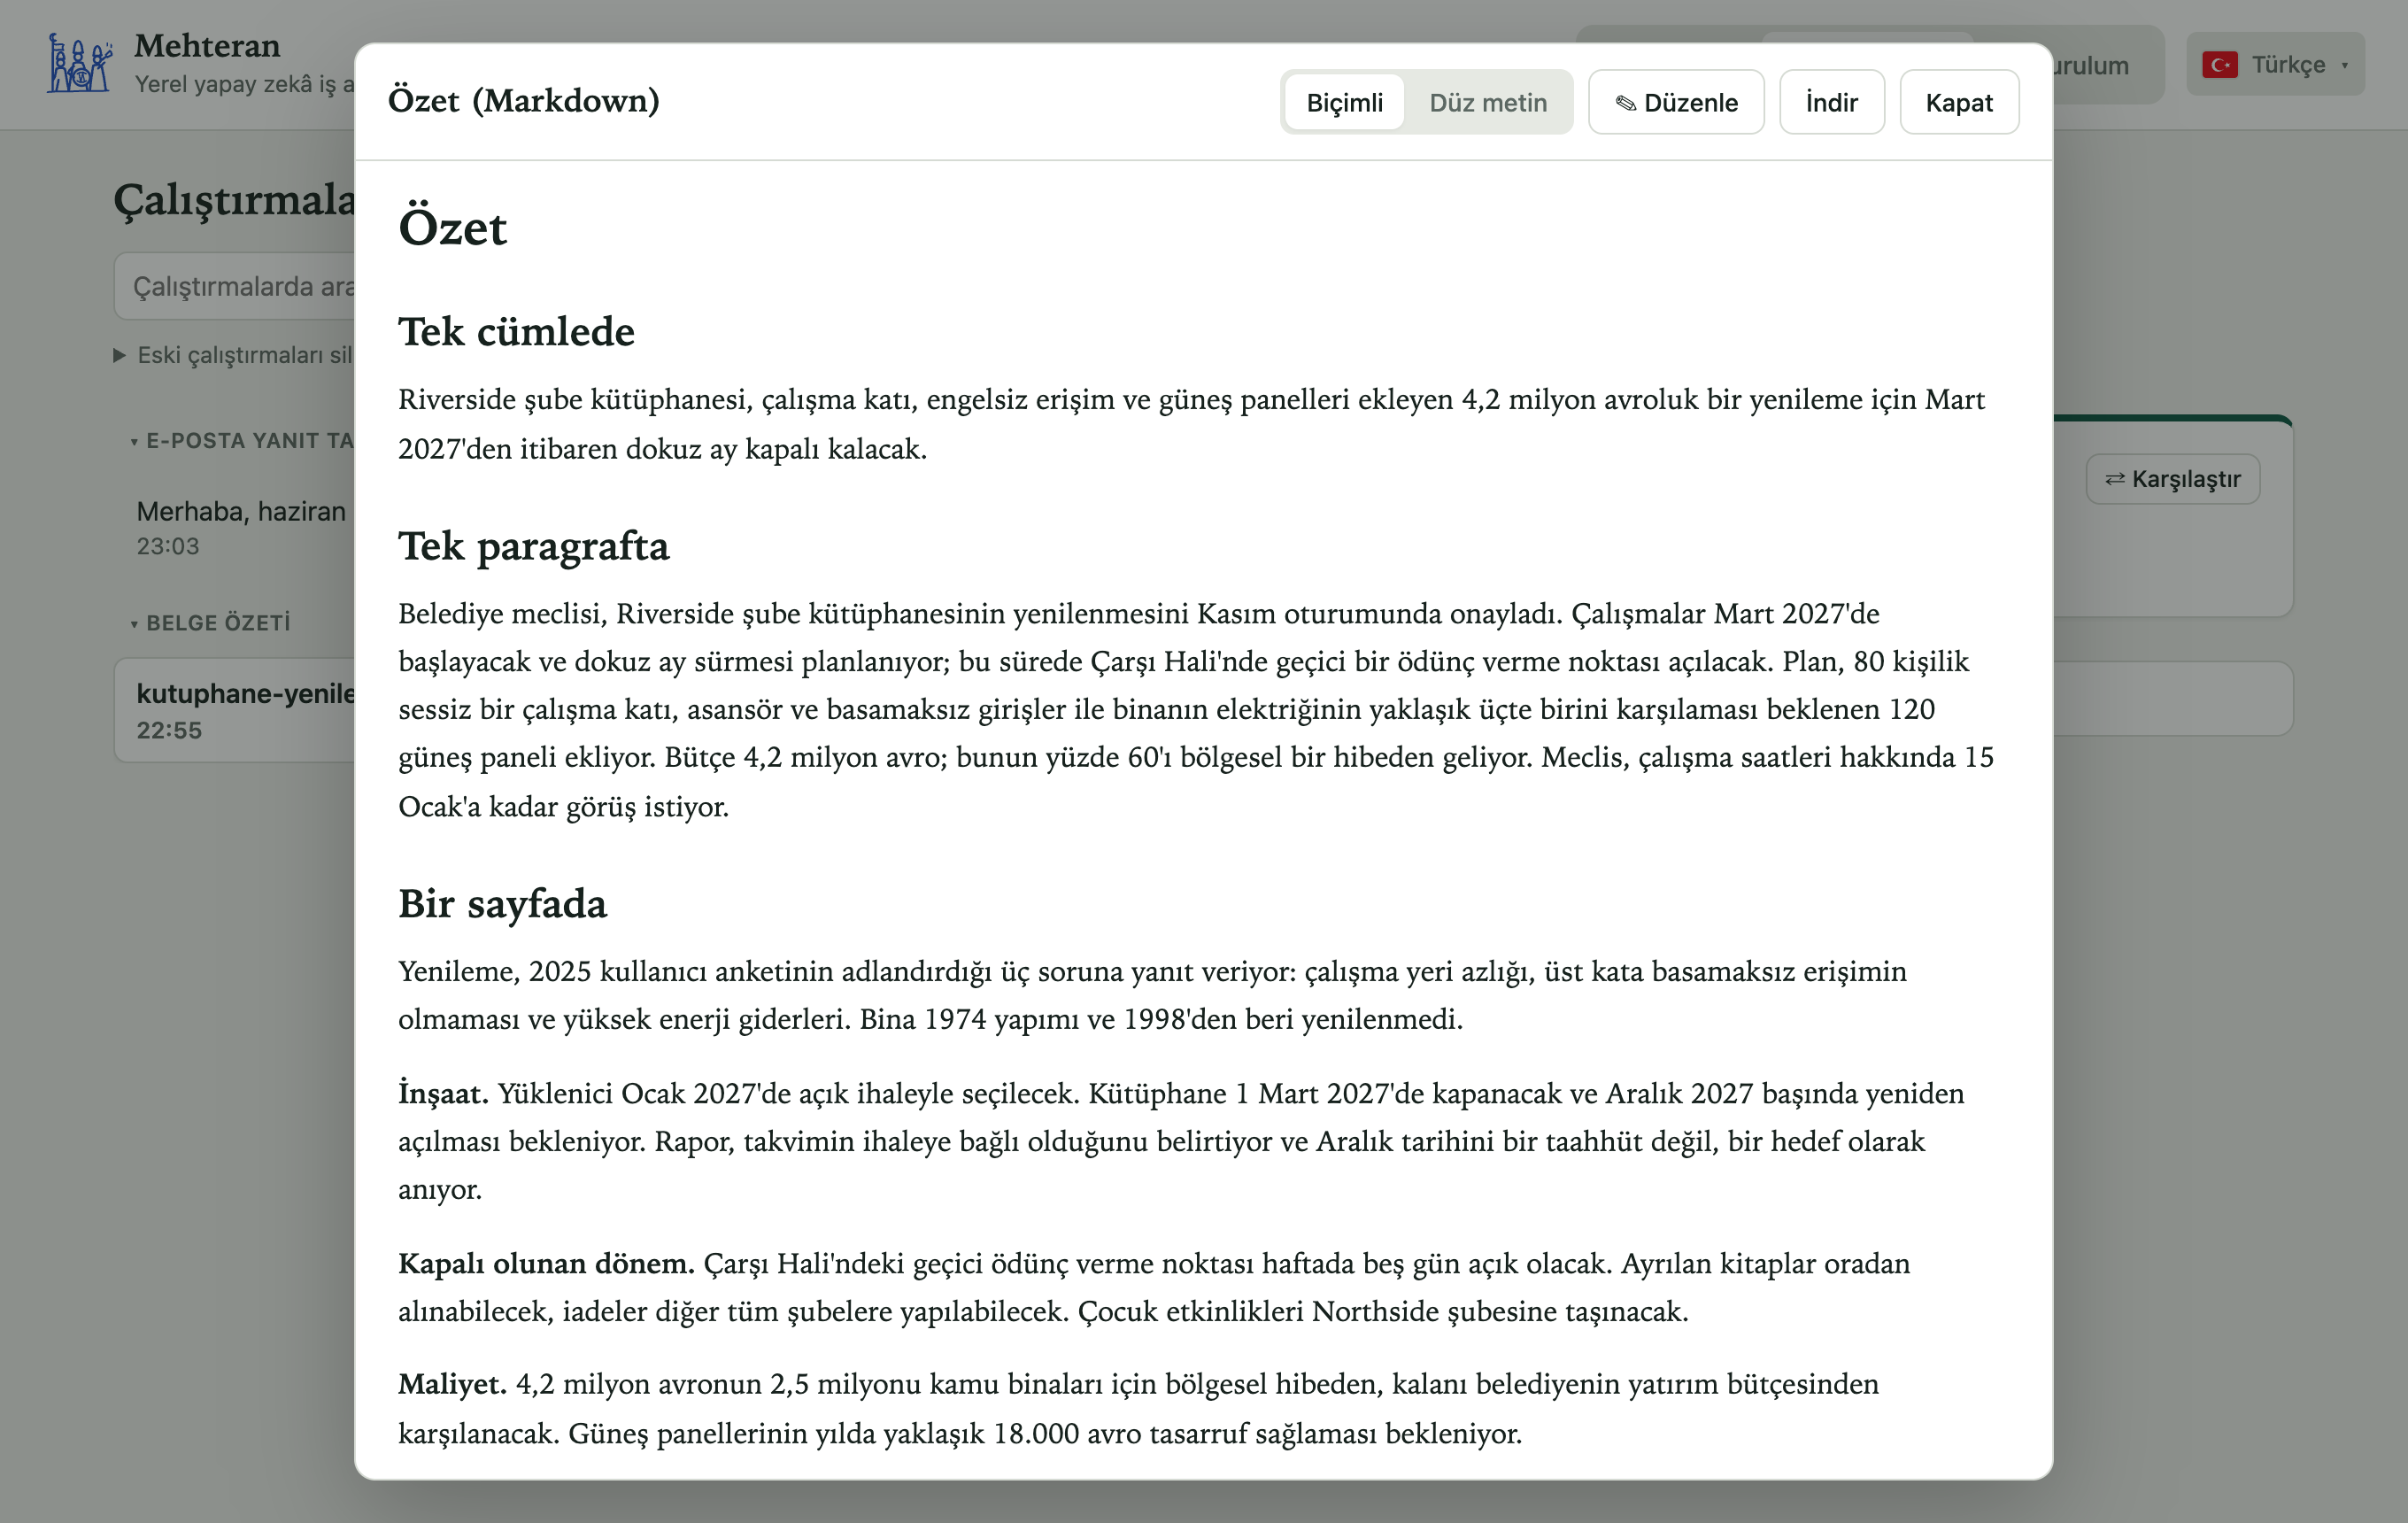 Mehteran
Yerel yapay zekâ iş a
urulum
Türkçe
Özet (Markdown)
Biçimli
Düz metin
✎ Düzenle
İndir
Kapat
Çalıştırmala
Çalıştırmalarda ara
Eski çalıştırmaları sil
E-POSTA YANIT TA
Merhaba, haziran
23:03
BELGE ÖZETİ
kutuphane-yenile
22:55
⇄ Karşılaştır
Özet
Tek cümlede
Riverside şube kütüphanesi, çalışma katı, engelsiz erişim ve güneş panelleri ekleyen 4,2 milyon avroluk bir yenileme için Mart
2027'den itibaren dokuz ay kapalı kalacak.
Tek paragrafta
Belediye meclisi, Riverside şube kütüphanesinin yenilenmesini Kasım oturumunda onayladı. Çalışmalar Mart 2027'de
başlayacak ve dokuz ay sürmesi planlanıyor; bu sürede Çarşı Hali'nde geçici bir ödünç verme noktası açılacak. Plan, 80 kişilik
sessiz bir çalışma katı, asansör ve basamaksız girişler ile binanın elektriğinin yaklaşık üçte birini karşılaması beklenen 120
güneş paneli ekliyor. Bütçe 4,2 milyon avro; bunun yüzde 60'ı bölgesel bir hibeden geliyor. Meclis, çalışma saatleri hakkında 15
Ocak'a kadar görüş istiyor.
Bir sayfada
Yenileme, 2025 kullanıcı anketinin adlandırdığı üç soruna yanıt veriyor: çalışma yeri azlığı, üst kata basamaksız erişimin
olmaması ve yüksek enerji giderleri. Bina 1974 yapımı ve 1998'den beri yenilenmedi.
İnşaat. Yüklenici Ocak 2027'de açık ihaleyle seçilecek. Kütüphane 1 Mart 2027'de kapanacak ve Aralık 2027 başında yeniden
açılması bekleniyor. Rapor, takvimin ihaleye bağlı olduğunu belirtiyor ve Aralık tarihini bir taahhüt değil, bir hedef olarak
anıyor.
Kapalı olunan dönem. Çarşı Hali'ndeki geçici ödünç verme noktası haftada beş gün açık olacak. Ayrılan kitaplar oradan
alınabilecek, iadeler diğer tüm şubelere yapılabilecek. Çocuk etkinlikleri Northside şubesine taşınacak.
Maliyet. 4,2 milyon avronun 2,5 milyonu kamu binaları için bölgesel hibeden, kalanı belediyenin yatırım bütçesinden
karşılanacak. Güneş panellerinin yılda yaklaşık 18.000 avro tasarruf sağlaması bekleniyor.